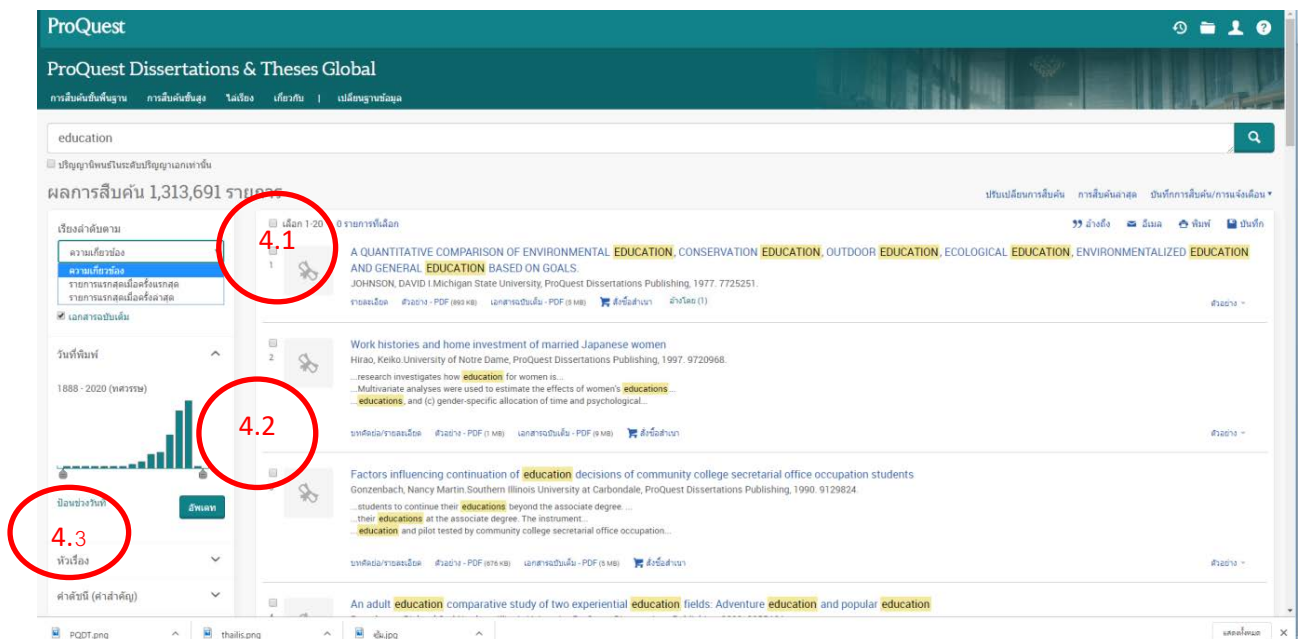 ProQuest
ProQuest Dissertations & Theses Global
การสืบค้นขั้นพื้นฐาน การสืบค้นขั้นสูง ไล่เรียง เกี่ยวกับ | เปลี่ยนฐานข้อมูล
education
ปริญญานิพนธ์ในระดับปริญญาเอกเท่านั้น
ผลการสืบค้น 1,313,691 รายการ
ปรับเปลี่ยนการสืบค้น การสืบค้นล่าสุด บันทึกการสืบค้น/การแจ้งเตือน
เรียงลำดับตาม
ความเกี่ยวข้อง
ความเกี่ยวข้อง
รายการแรกสุดเมื่อครั้งแรกสุด
รายการแรกสุดเมื่อครั้งล่าสุด
เอกสารฉบับเต็ม
วันที่พิมพ์
1888 - 2020 (ทศวรรษ)
ป้อนช่วงวันที่
อัพเดท
หัวเรื่อง
คำดัชนี (คำสำคัญ)
4.1
4.2
4.3
เลือก 1-20 0 รายการที่เลือก
อ้างถึง อีเมล พิมพ์ บันทึก
1
A QUANTITATIVE COMPARISON OF ENVIRONMENTAL EDUCATION, CONSERVATION EDUCATION, OUTDOOR EDUCATION, ECOLOGICAL EDUCATION, ENVIRONMENTALIZED EDUCATION
AND GENERAL EDUCATION BASED ON GOALS.
JOHNSON, DAVID I.Michigan State University, ProQuest Dissertations Publishing, 1977. 7725251.
รายละเอียด ตัวอย่าง - PDF (893 KB) เอกสารฉบับเต็ม - PDF (3 MB) สั่งซื้อสำเนา อ้างโดย (1)
ตัวอย่าง
2
Work histories and home investment of married Japanese women
Hirao, Keiko.University of Notre Dame, ProQuest Dissertations Publishing, 1997. 9720968.
...research investigates how education for women is...
...Multivariate analyses were used to estimate the effects of women's educations...
...educations, and (c) gender-specific allocation of time and psychological...
บทคัดย่อ/รายละเอียด ตัวอย่าง - PDF (1 MB) เอกสารฉบับเต็ม - PDF (9 MB) สั่งซื้อสำเนา
ตัวอย่าง
Factors influencing continuation of education decisions of community college secretarial office occupation students
Gonzenbach, Nancy Martin.Southern Illinois University at Carbondale, ProQuest Dissertations Publishing, 1990. 9129824.
...students to continue their educations beyond the associate degree. ...
...their educations at the associate degree. The instrument...
...education and pilot tested by community college secretarial office occupation...
บทคัดย่อ/รายละเอียด ตัวอย่าง - PDF (676 KB) เอกสารฉบับเต็ม - PDF (5 MB) สั่งซื้อสำเนา
ตัวอย่าง
An adult education comparative study of two experiential education fields: Adventure education and popular education
PQDT.png
thailis.png
แสดงทั้งหมด